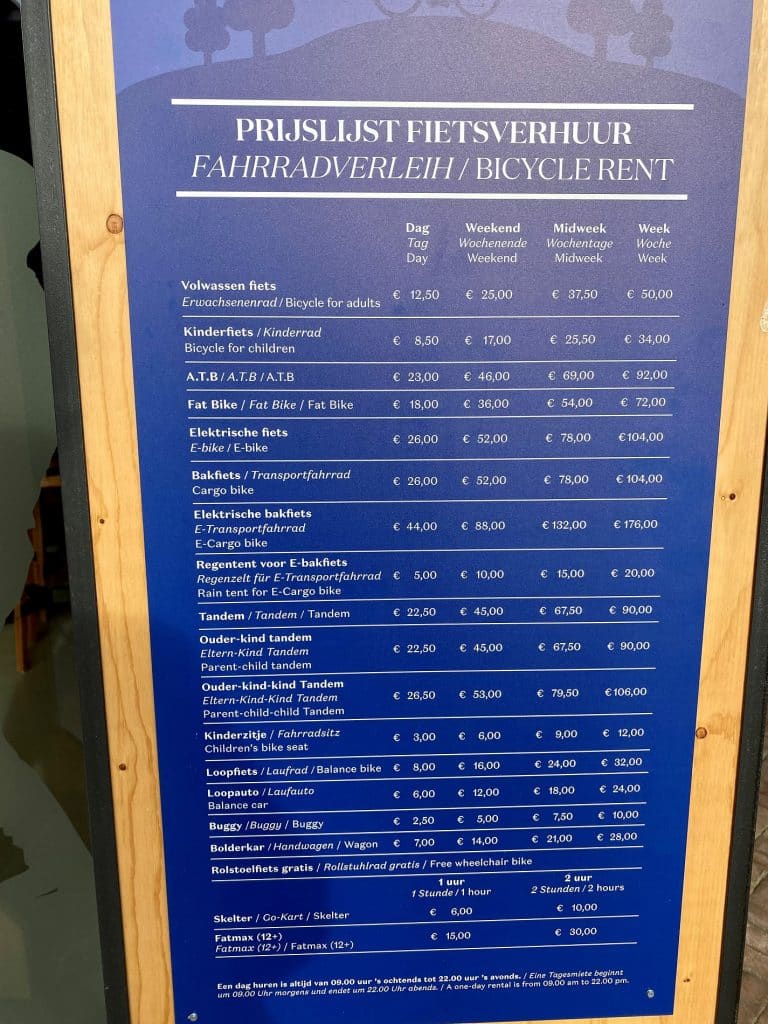 PRIJSLIJST FIETSVERHUUR
FAHRRADVERLEIH / BICYCLE RENT
Dag Weekend Midweek Week
Tag Wochenende Wochentage Woche
Day Weekend Midweek Week
Volwassen fiets
Erwachsenenrad / Bicycle for adults € 12,50 € 25,00 € 37,50 € 50,00
Kinderfiets / Kinderrad
Bicycle for children € 8,50 € 17,00 € 25,50 € 34,00
A.T.B / A.T.B / A.T.B € 23,00 € 46,00 € 69,00 € 92,00
Fat Bike / Fat Bike / Fat Bike € 18,00 € 36,00 € 54,00 € 72,00
Elektrische fiets
E-bike / E-bike € 26,00 € 52,00 € 78,00 €104,00
Bakfiets / Transportfahrrad
Cargo bike € 26,00 € 52,00 € 78,00 € 104,00
Elektrische bakfiets
E-Transportfahrrad € 44,00 € 88,00 € 132,00 € 176,00
E-Cargo bike
Regentent voor E-bakfiets
Regenzelt für E-Transportfahrrad € 5,00 € 10,00 € 15,00 € 20,00
Rain tent for E-Cargo bike
Tandem / Tandem / Tandem € 22,50 € 45,00 € 67,50 € 90,00
Ouder-kind tandem
Eltern-Kind Tandem € 22,50 € 45,00 € 67,50 € 90,00
Parent-child tandem
Ouder-kind-kind Tandem
Eltern-Kind-Kind Tandem € 26,50 € 53,00 € 79,50 €106,00
Parent-child-child Tandem
Kinderzitje / Fahrradsitz
Children's bike seat € 3,00 € 6,00 € 9,00 € 12,00
Loopfiets / Laufrad / Balance bike € 8,00 € 16,00 € 24,00 € 32,00
Loopauto / Laufauto
Balance car € 6,00 € 12,00 € 18,00 € 24,00
Buggy /Buggy / Buggy € 2,50 € 5,00 € 7,50 € 10,00
Bolderkar / Handwagen / Wagon € 7,00 € 14,00 € 21,00 € 28,00
Rolstoelfiets gratis / Rollstuhlrad gratis / Free wheelchair bike
1 uur 2 uur
1 Stunde / 1 hour 2 Stunden / 2 hours
Skelter / Go-Kart / Skelter € 6,00 € 10,00
Fatmax (12+)
Fatmax (12+) / Fatmax (12+) € 15,00 € 30,00
Een dag huren is altijd van 09.00 uur 's ochtends tot 22.00 uur 's avonds. / Eine Tagesmiete beginnt
um 09.00 Uhr morgens und endet um 22.00 Uhr abends. / A one-day rental is from 09.00 am to 22.00 pm.